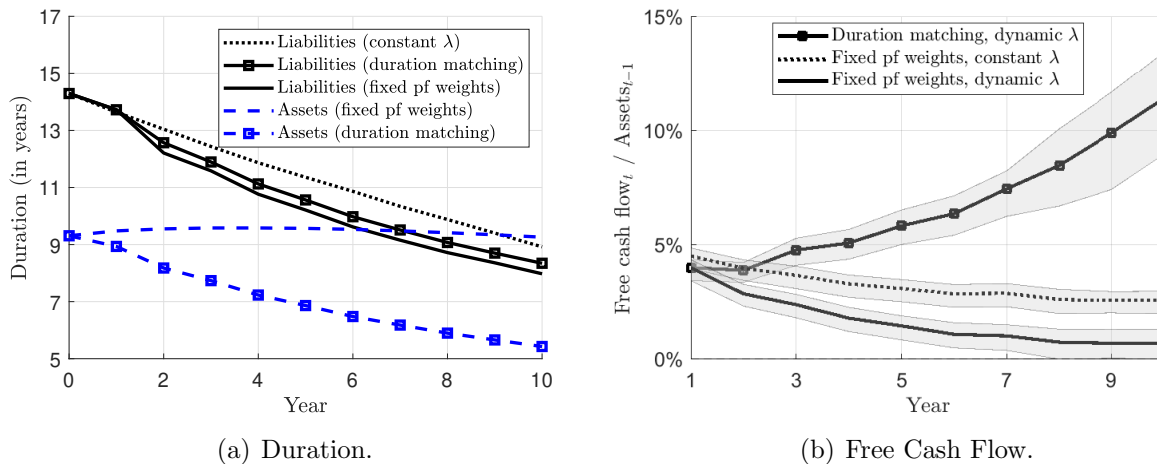 17
15
13
11
9
7
5
Duration (in years)
Liabilities (constant λ)
Liabilities (duration matching)
Liabilities (fixed pf weights)
Assets (fixed pf weights)
Assets (duration matching)
0 2 4 6 8 10
Year
(a) Duration.
15%
10%
5%
0%
Free cash flow_t / Assets_{t−1}
Duration matching, dynamic λ
Fixed pf weights, constant λ
Fixed pf weights, dynamic λ
1 3 5 7 9
Year
(b) Free Cash Flow.